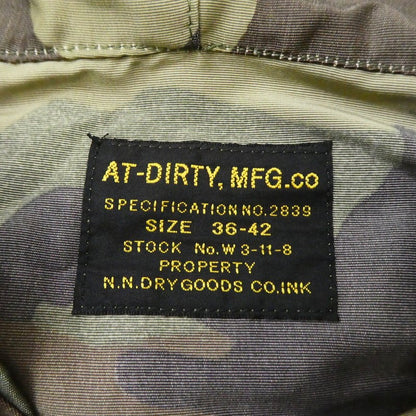 AT-DIRTY, MFG.co
SPECIFICATION NO.2839
SIZE 36-42
STOCK No.W 3-11-8
PROPERTY
N.N.DRYGOODS CO.INK